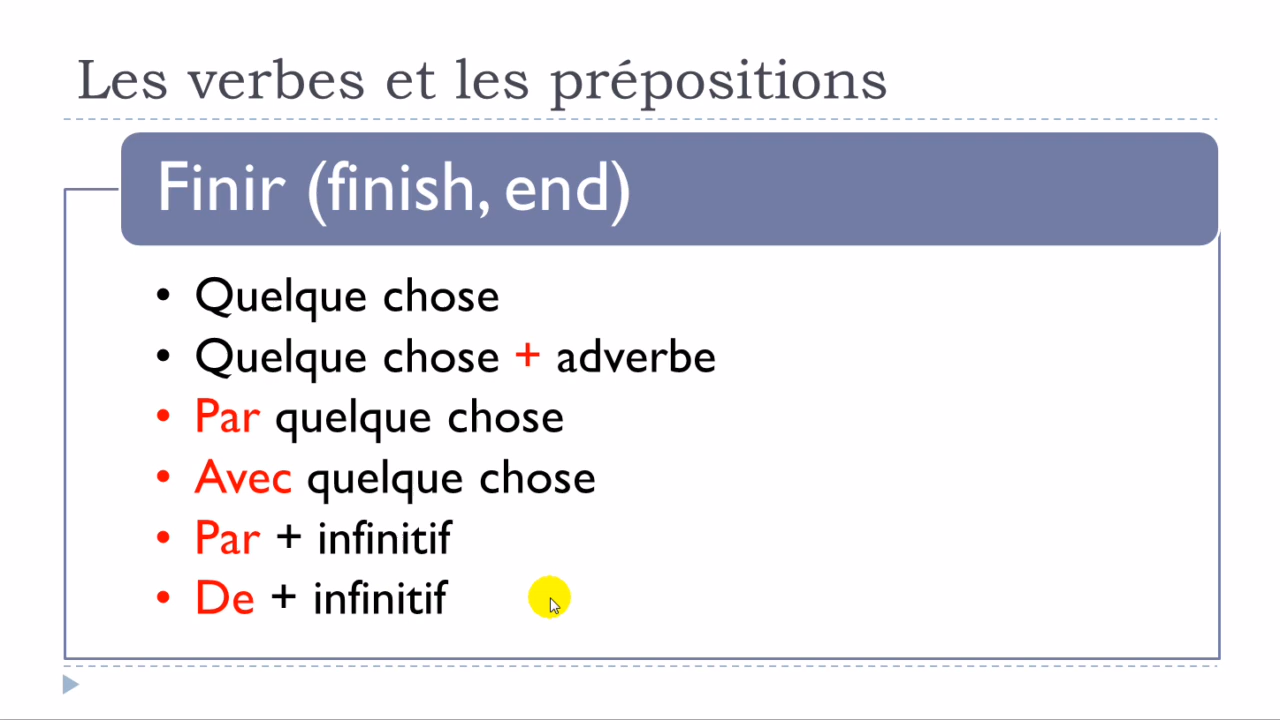 Les verbes et les prépositions
Finir (finish, end)
• Quelque chose
• Quelque chose + adverbe
• Par quelque chose
• Avec quelque chose
• Par + infinitif
• De + infinitif